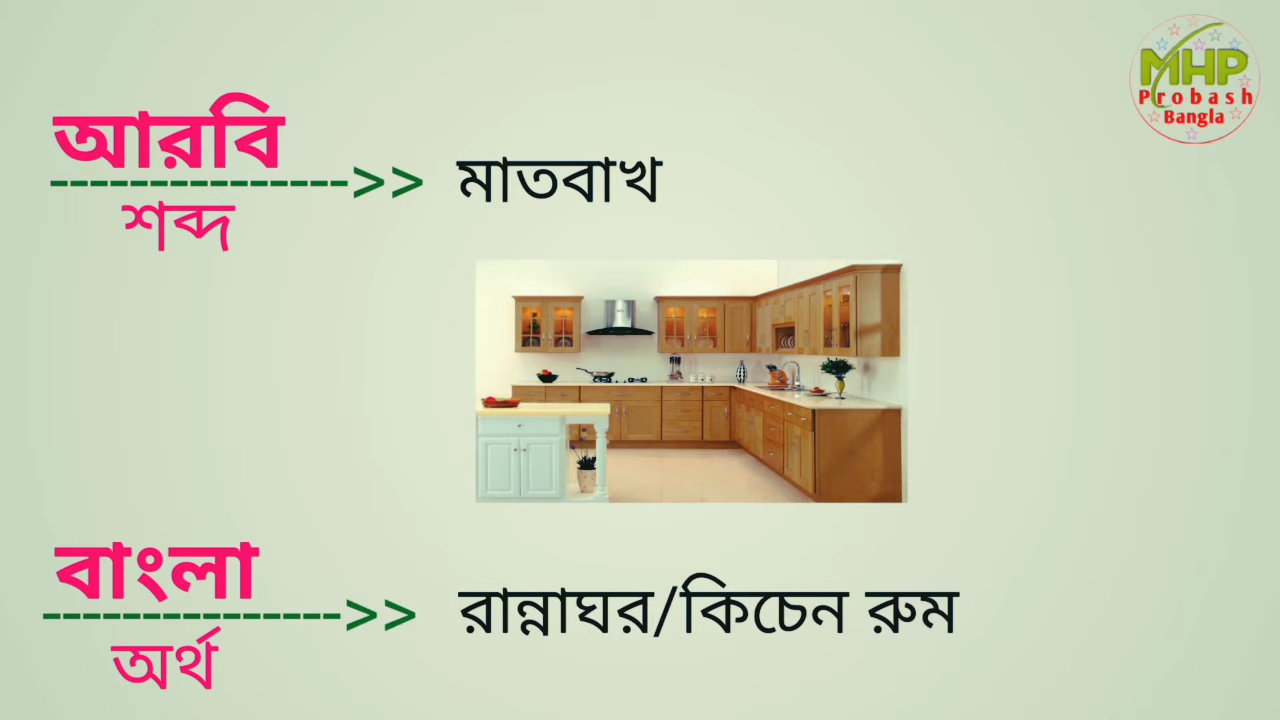 MHP
Probash
Bangla
আরবি
---------------->> মাতবাখ
শব্দ
বাংলা
---------------->> রান্নাঘর/কিচেন রুম
অর্থ